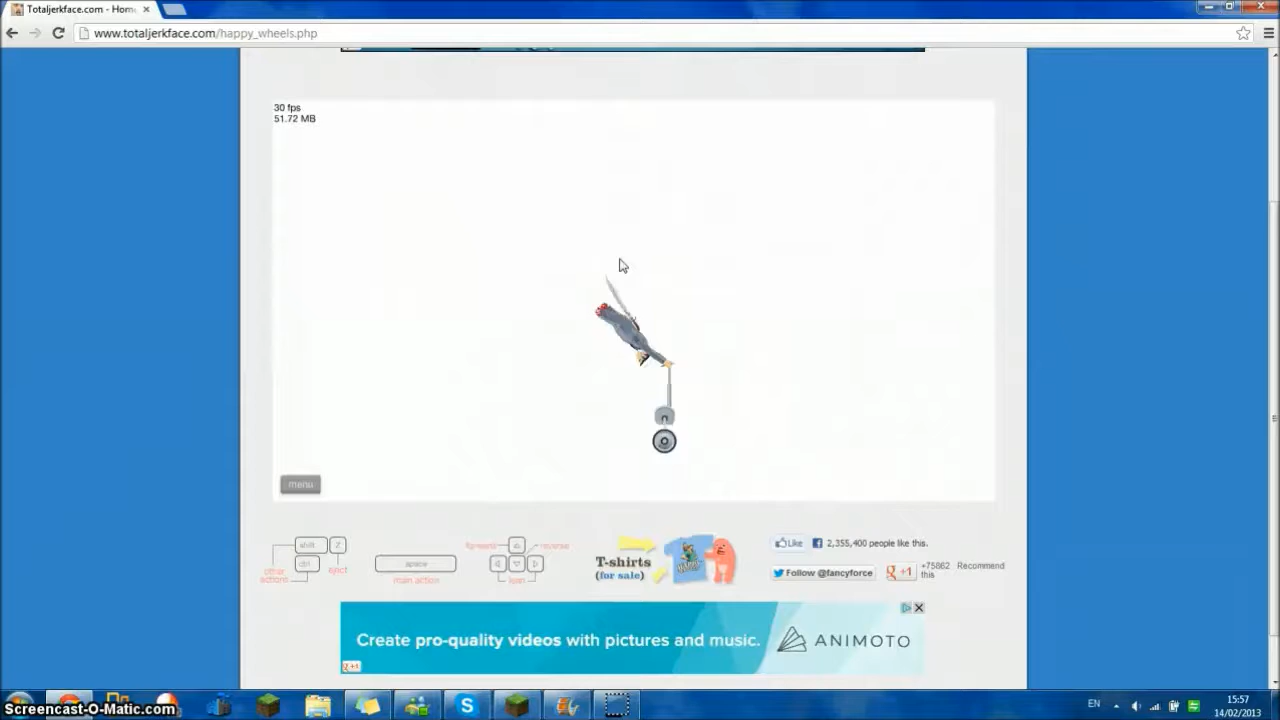 Totaljerkface.com - Home
www.totaljerkface.com/happy_wheels.php
30 fps
51.72 MB
menu
shift
Z
ctrl
other
actions
eject
space
main action
forward
reverse
lean
T-shirts
(for sale)
Like
2,355,400 people like this.
Follow @fancyforce
+1
+75862 Recommend
this
Create pro-quality videos with pictures and music.
ANIMOTO
g +1
EN
15:57
14/02/2013
Screencast-O-Matic.com